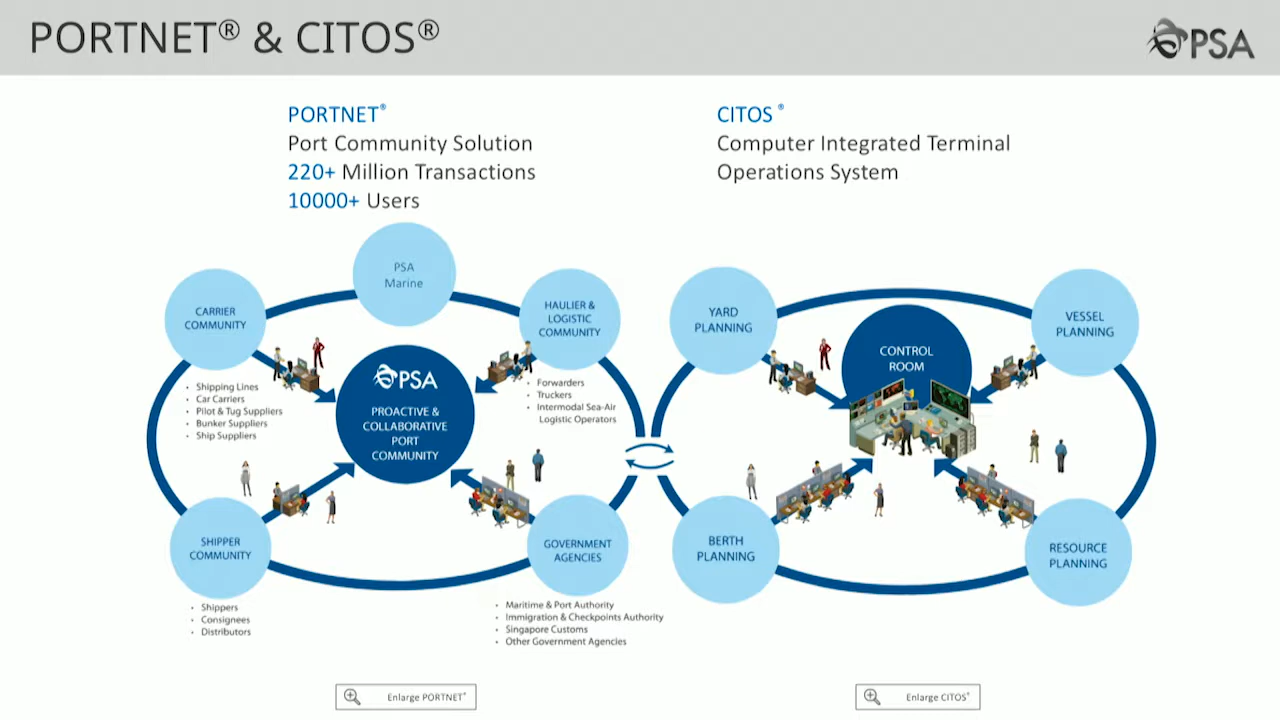 PORTNET® & CITOS®
PSA
PORTNET®
Port Community Solution
220+ Million Transactions
10000+ Users
CITOS ®
Computer Integrated Terminal
Operations System
PSA
Marine
CARRIER
COMMUNITY
HAULIER &
LOGISTIC
COMMUNITY
PSA
PROACTIVE &
COLLABORATIVE
PORT
COMMUNITY
• Shipping Lines
• Car Carriers
• Pilot & Tug Suppliers
• Bunker Suppliers
• Ship Suppliers
• Forwarders
• Truckers
• Intermodal Sea-Air
Logistic Operators
SHIPPER
COMMUNITY
GOVERNMENT
AGENCIES
• Shippers
• Consignees
• Distributors
• Maritime & Port Authority
• Immigration & Checkpoints Authority
• Singapore Customs
• Other Government Agencies
YARD
PLANNING
VESSEL
PLANNING
CONTROL
ROOM
BERTH
PLANNING
RESOURCE
PLANNING
Enlarge PORTNET®
Enlarge CITOS®